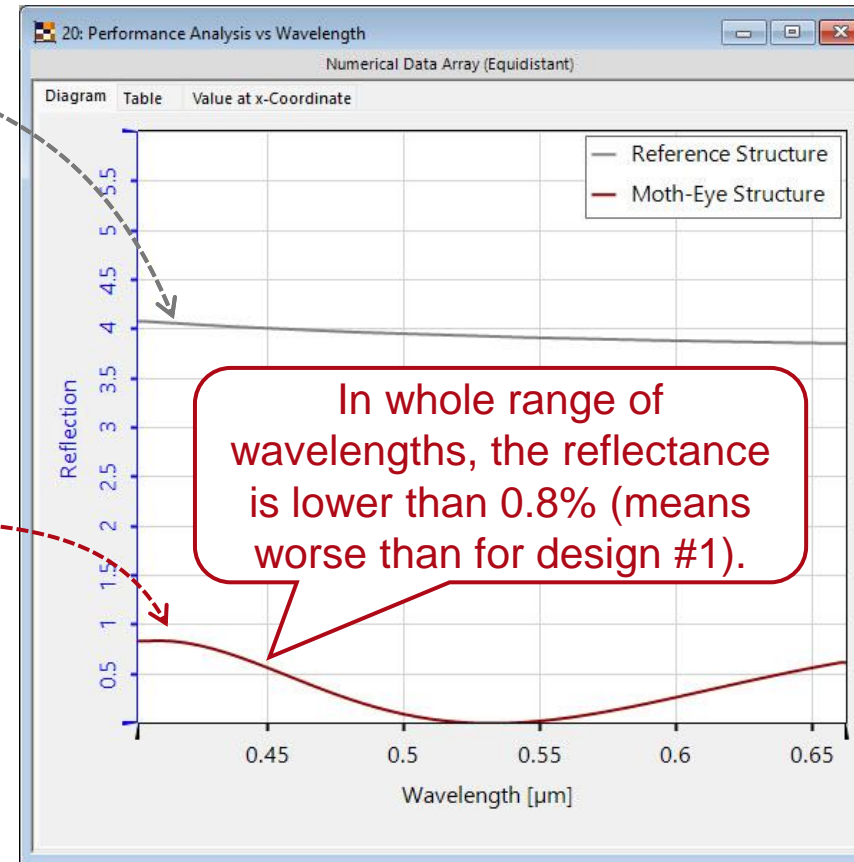 20: Performance Analysis vs Wavelength
Numerical Data Array (Equidistant)
Diagram Table Value at x-Coordinate
Reference Structure
Moth-Eye Structure
Reflection
5.5
5
4.5
4
3.5
3
2.5
2
1.5
1
0.5
In whole range of
wavelengths, the reflectance
is lower than 0.8% (means
worse than for design #1).
0.45 0.5 0.55 0.6 0.65
Wavelength [µm]